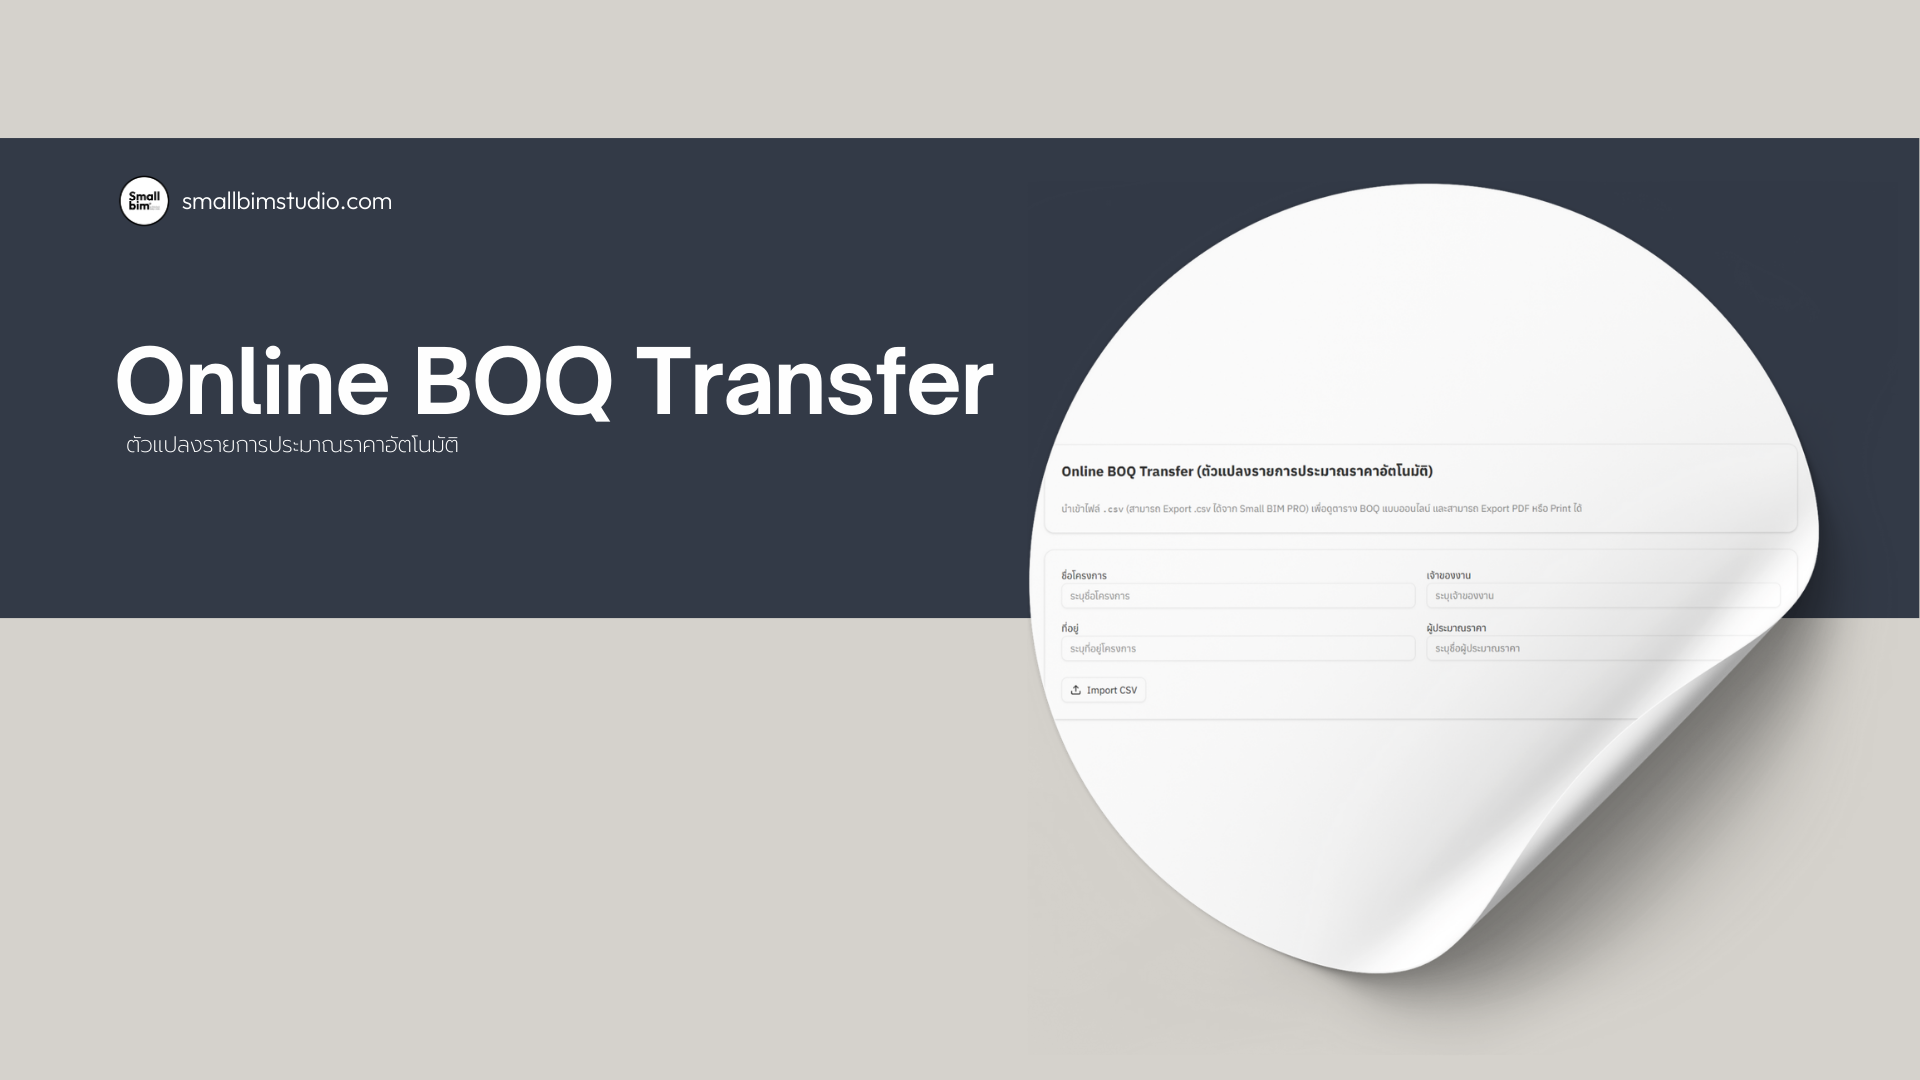 Small
bim
smallbimstudio.com
Online BOQ Transfer
ตัวแปลงรายการประมาณราคาอัตโนมัติ
Online BOQ Transfer (ตัวแปลงรายการประมาณราคาอัตโนมัติ)
นำเข้าไฟล์ .csv (สามารถ Export .csv ได้จาก Small BIM PRO) เพื่อดูตาราง BOQ แบบออนไลน์ และสามารถ Export PDF หรือ Print ได้
ชื่อโครงการ
เจ้าของงาน
ระบุชื่อโครงการ
ระบุเจ้าของงาน
ที่อยู่
ผู้ประมาณราคา
ระบุที่อยู่โครงการ
ระบุชื่อผู้ประมาณราคา
Import CSV